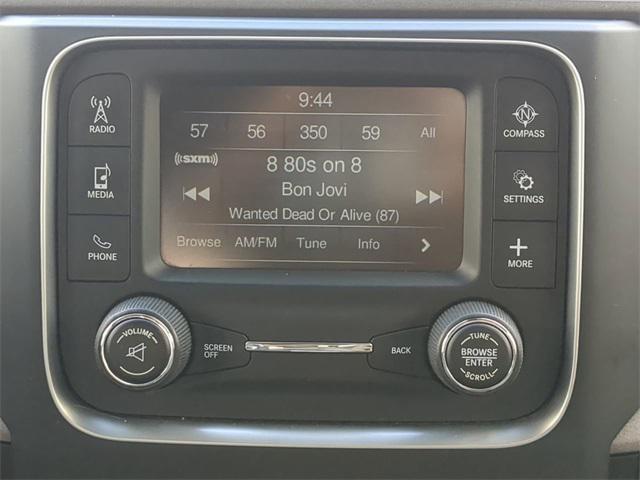 9:44
57 56 350 59 All
((sxm))
8 80s on 8
Bon Jovi
Wanted Dead Or Alive (87)
Browse AM/FM Tune Info
RADIO
MEDIA
PHONE
N
COMPASS
SETTINGS
MORE
VOLUME
SCREEN
OFF
BACK
TUNE
BROWSE
ENTER
SCROLL